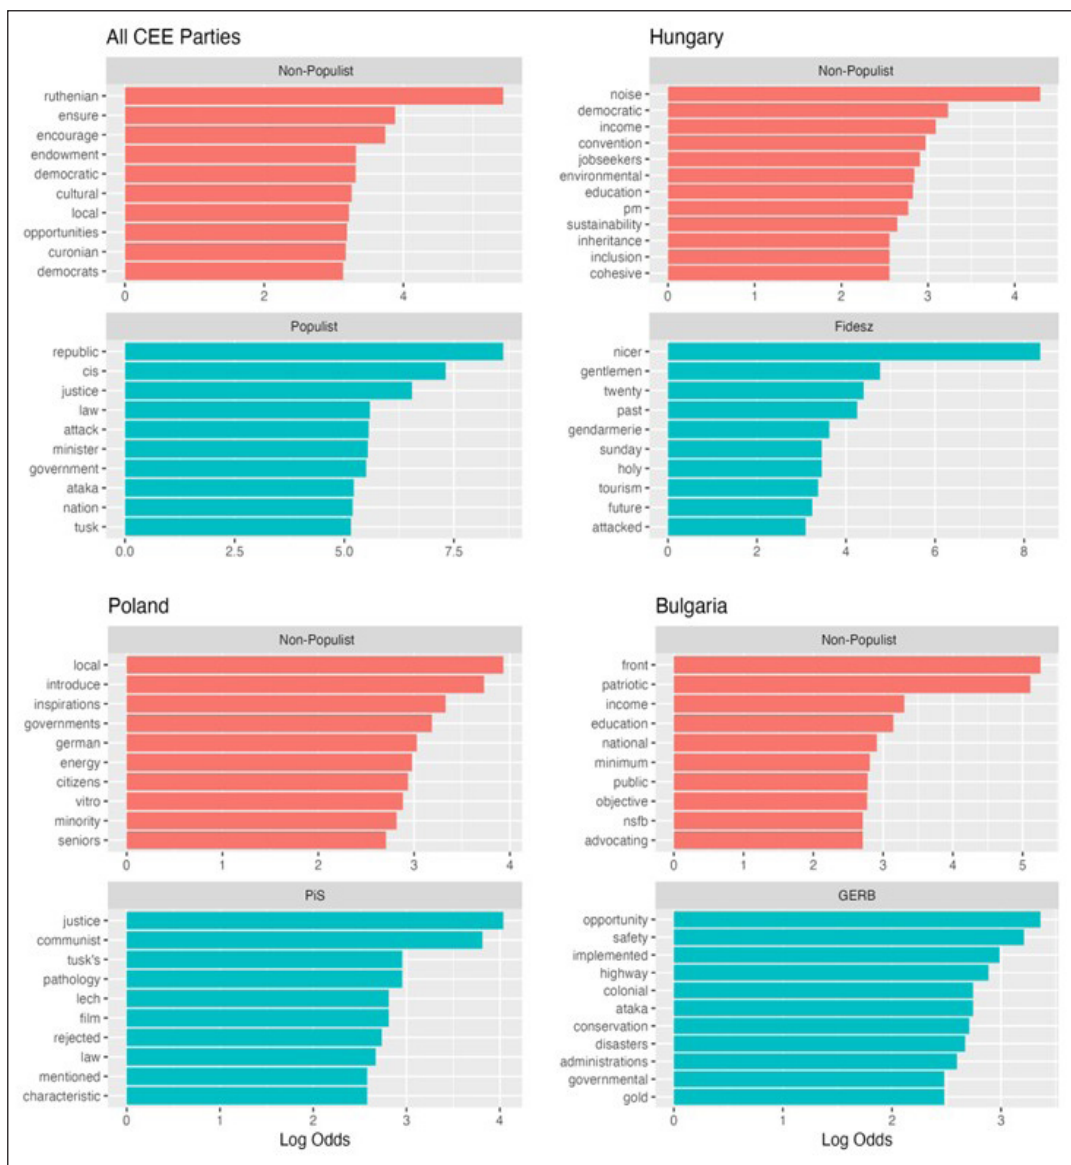 All CEE Parties
Non-Populist
ruthenian
ensure
encourage
endowment
democratic
cultural
local
opportunities
curonian
democrats
0 2 4
Populist
republic
cis
justice
law
attack
minister
government
ataka
nation
tusk
0.0 2.5 5.0 7.5
Hungary
Non-Populist
noise
democratic
income
convention
jobseekers
environmental
education
pm
sustainability
inheritance
inclusion
cohesive
0 1 2 3 4
Fidesz
nicer
gentlemen
twenty
past
gendarmerie
sunday
holy
tourism
future
attacked
0 2 4 6 8
Poland
Non-Populist
local
introduce
inspirations
governments
german
energy
citizens
vitro
minority
seniors
0 1 2 3 4
PiS
justice
communist
tusk's
pathology
lech
film
rejected
law
mentioned
characteristic
0 1 2 3 4
Log Odds
Bulgaria
Non-Populist
front
patriotic
income
education
national
minimum
public
objective
nsfb
advocating
0 1 2 3 4 5
GERB
opportunity
safety
implemented
highway
colonial
ataka
conservation
disasters
administrations
governmental
gold
0 1 2 3
Log Odds